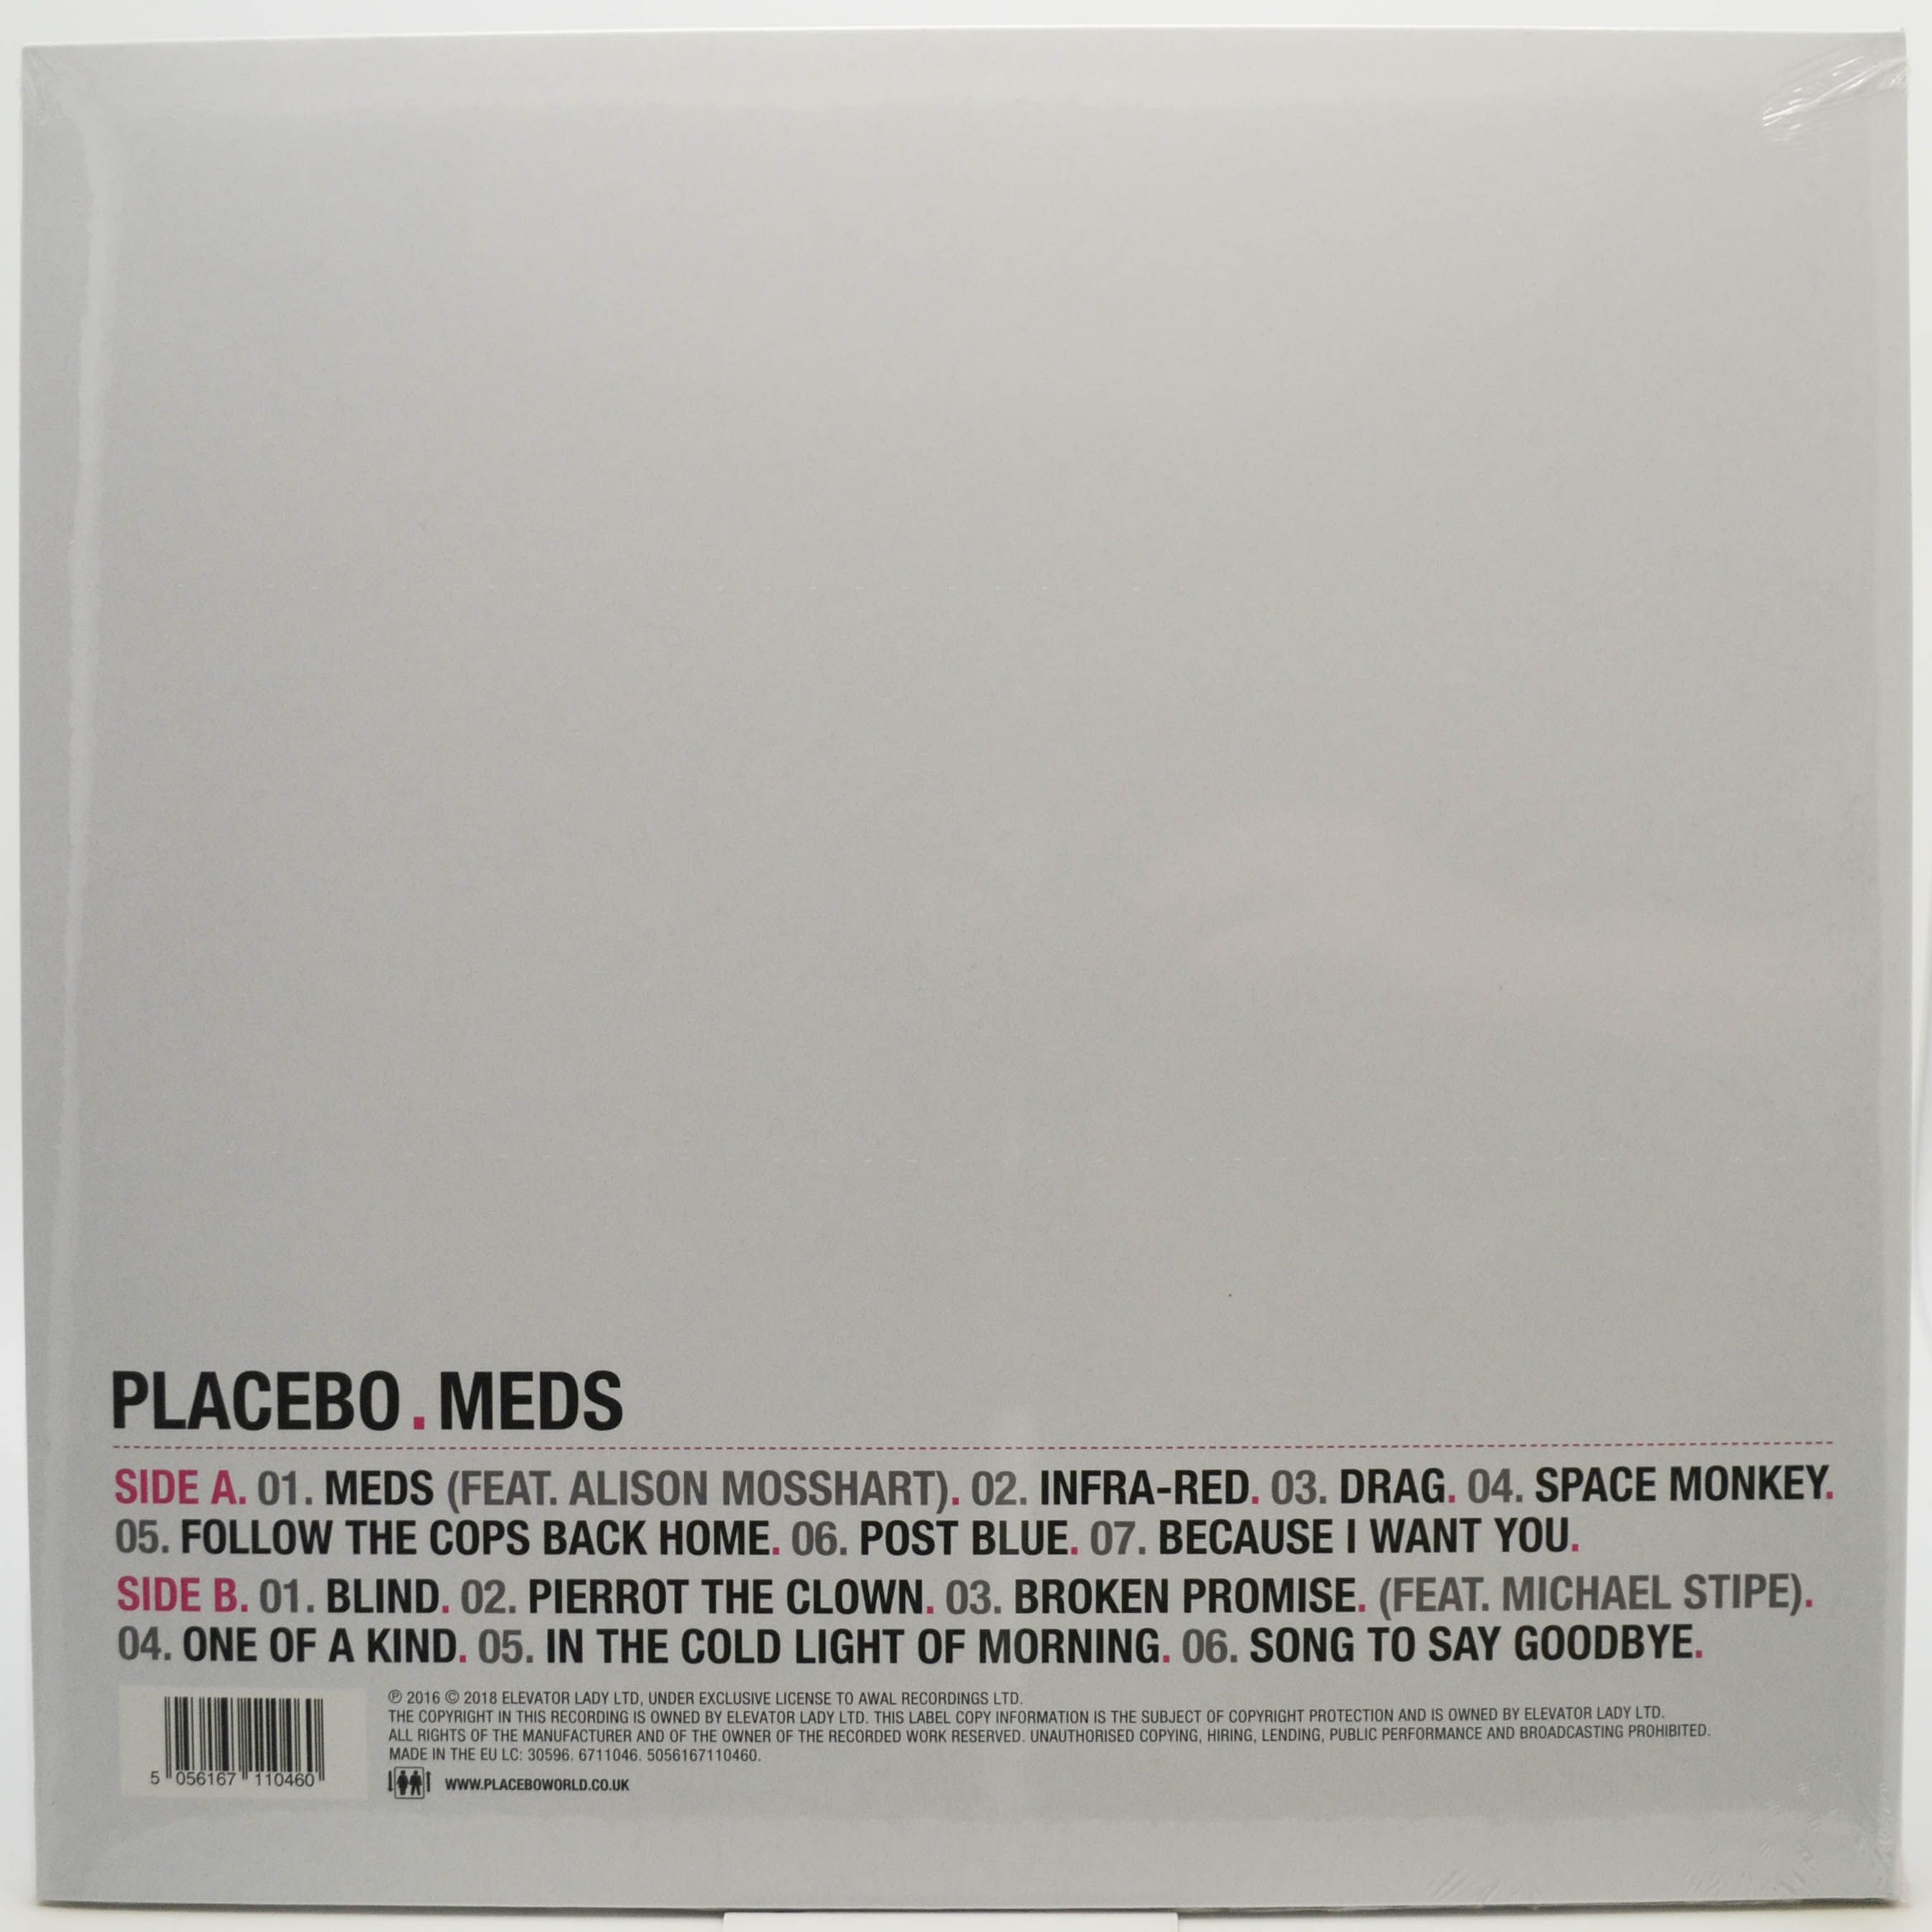 PLACEBO.MEDS
SIDE A. 01. MEDS (FEAT. ALISON MOSSHART). 02. INFRA-RED. 03. DRAG. 04. SPACE MONKEY.
05. FOLLOW THE COPS BACK HOME. 06. POST BLUE. 07. BECAUSE I WANT YOU.
SIDE B. 01. BLIND. 02. PIERROT THE CLOWN. 03. BROKEN PROMISE. (FEAT. MICHAEL STIPE).
04. ONE OF A KIND. 05. IN THE COLD LIGHT OF MORNING. 06. SONG TO SAY GOODBYE.
℗ 2016 © 2018 ELEVATOR LADY LTD, UNDER EXCLUSIVE LICENSE TO AWAL RECORDINGS LTD.
THE COPYRIGHT IN THIS RECORDING IS OWNED BY ELEVATOR LADY LTD. THIS LABEL COPY INFORMATION IS THE SUBJECT OF COPYRIGHT PROTECTION AND IS OWNED BY ELEVATOR LADY LTD.
ALL RIGHTS OF THE MANUFACTURER AND OF THE OWNER OF THE RECORDED WORK RESERVED. UNAUTHORISED COPYING, HIRING, LENDING, PUBLIC PERFORMANCE AND BROADCASTING PROHIBITED.
MADE IN THE EU LC: 30596. 6711046. 5056167110460.
WWW.PLACEBOWORLD.CO.UK
5 056167 110460